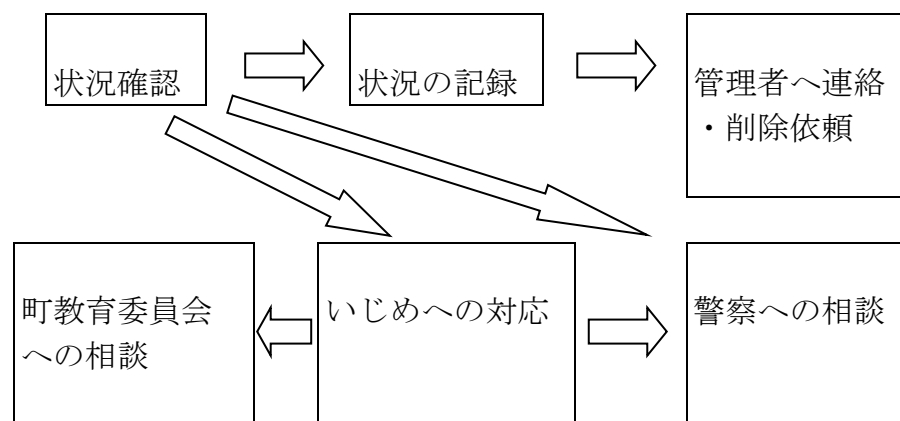 状況確認
状況の記録
管理者へ連絡
・削除依頼
町教育委員会
への相談
いじめへの対応
警察への相談